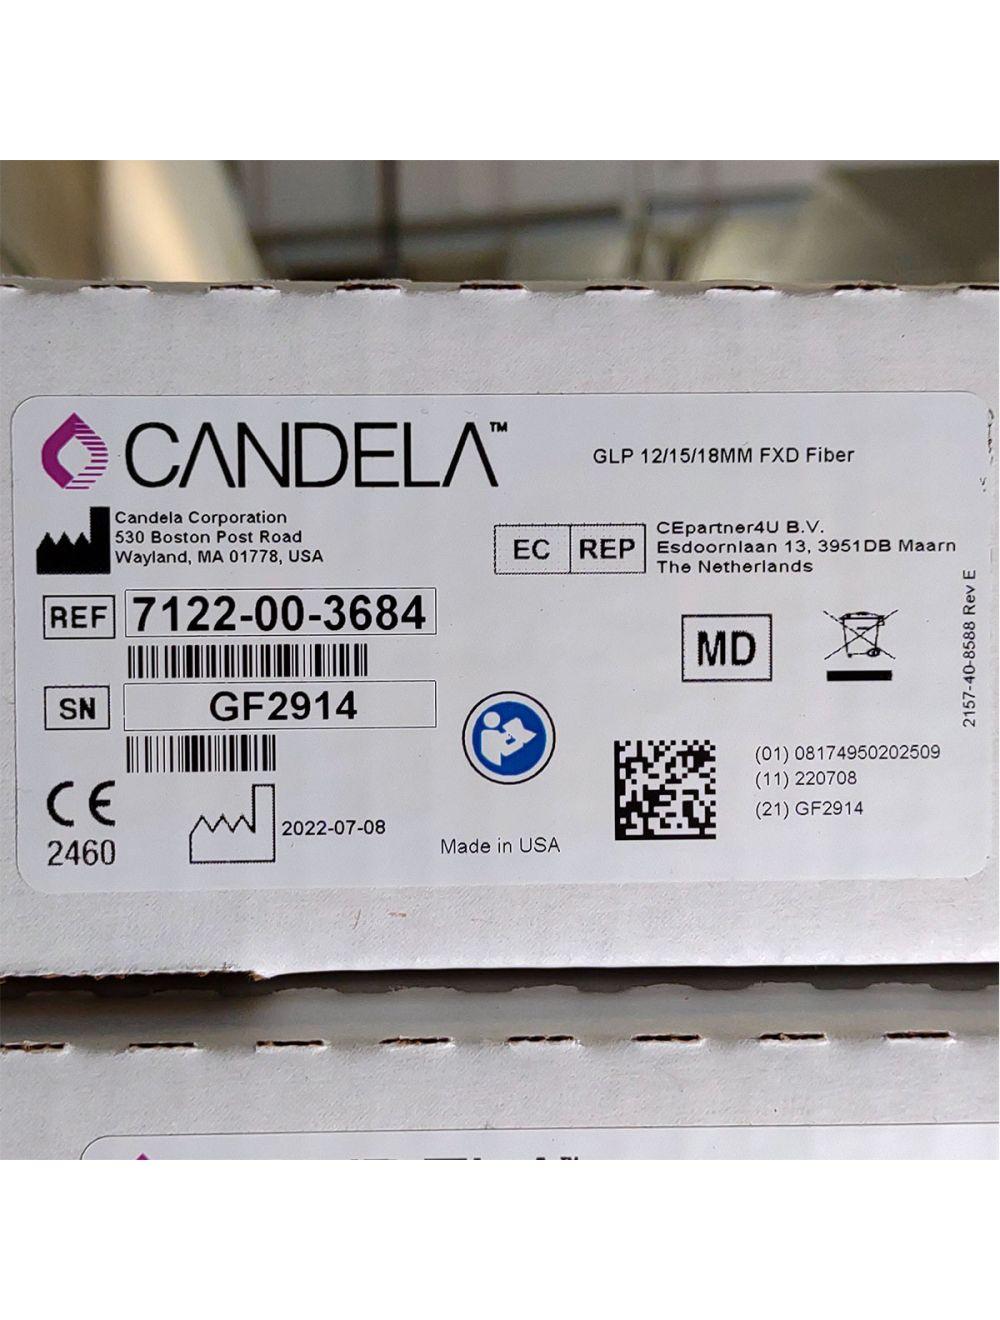 CANDELA™
GLP 12/15/18MM FXD Fiber
Candela Corporation
530 Boston Post Road
Wayland, MA 01778, USA
EC REP
CEpartner4U B.V.
Esdoornlaan 13, 3951DB Maarn
The Netherlands
REF 7122-00-3684
MD
SN GF2914
2157-40-8588 Rev E
CE
2460
2022-07-08
Made in USA
(01) 08174950202509
(11) 220708
(21) GF2914